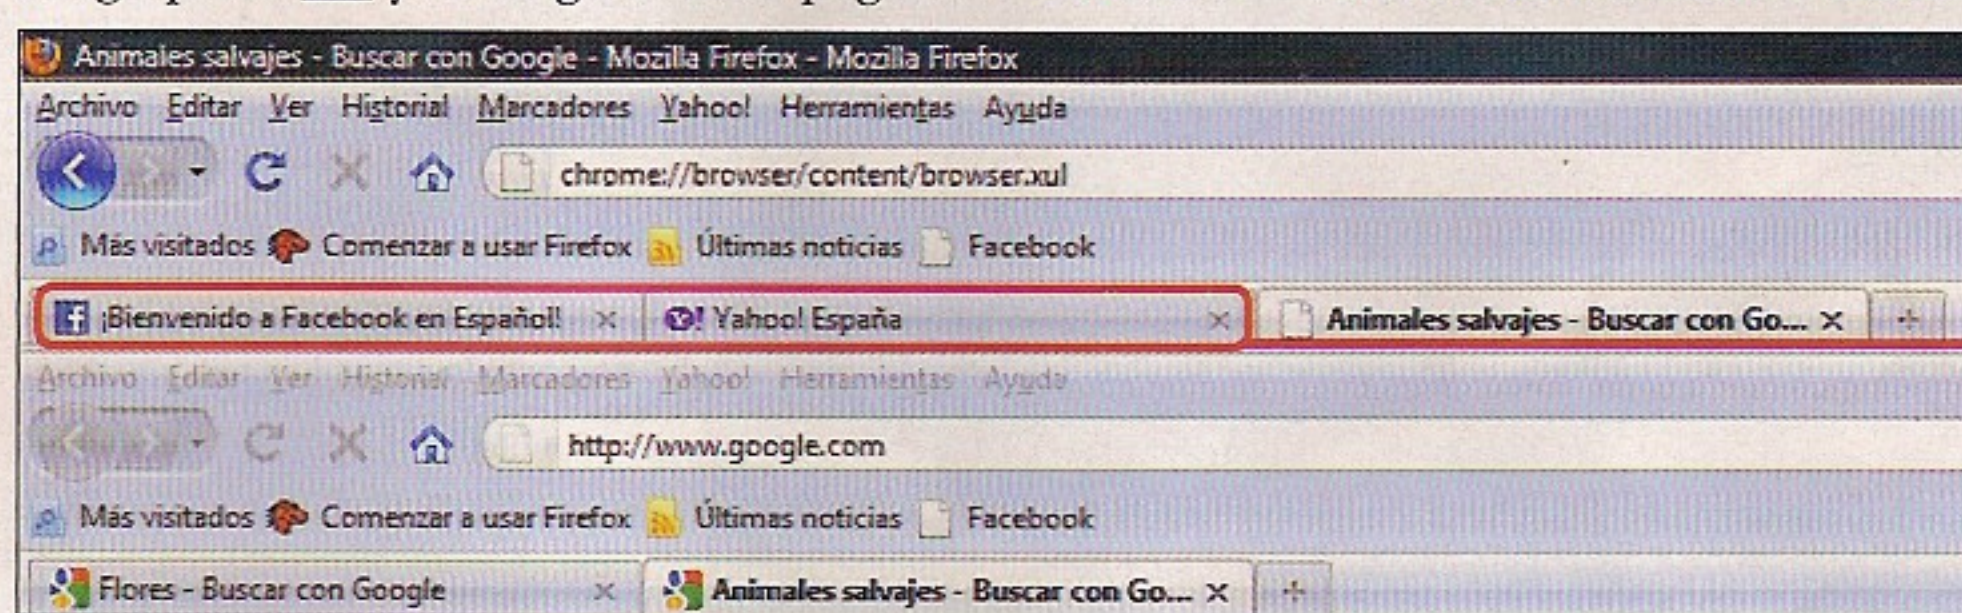 Animales salvajes - Buscar con Google - Mozilla Firefox - Mozilla Firefox
Archivo Editar Ver Historial Marcadores Yahoo! Herramientas Ayuda
chrome://browser/content/browser.xul
Más visitados Comenzar a usar Firefox Últimas noticias Facebook
¡Bienvenido a Facebook en Español! Yahoo! España Animales salvajes - Buscar con Go...
Archivo Editar Ver Historial Marcadores Yahoo! Herramientas Ayuda
http://www.google.com
Más visitados Comenzar a usar Firefox Últimas noticias Facebook
Flores - Buscar con Google Animales salvajes - Buscar con Go...